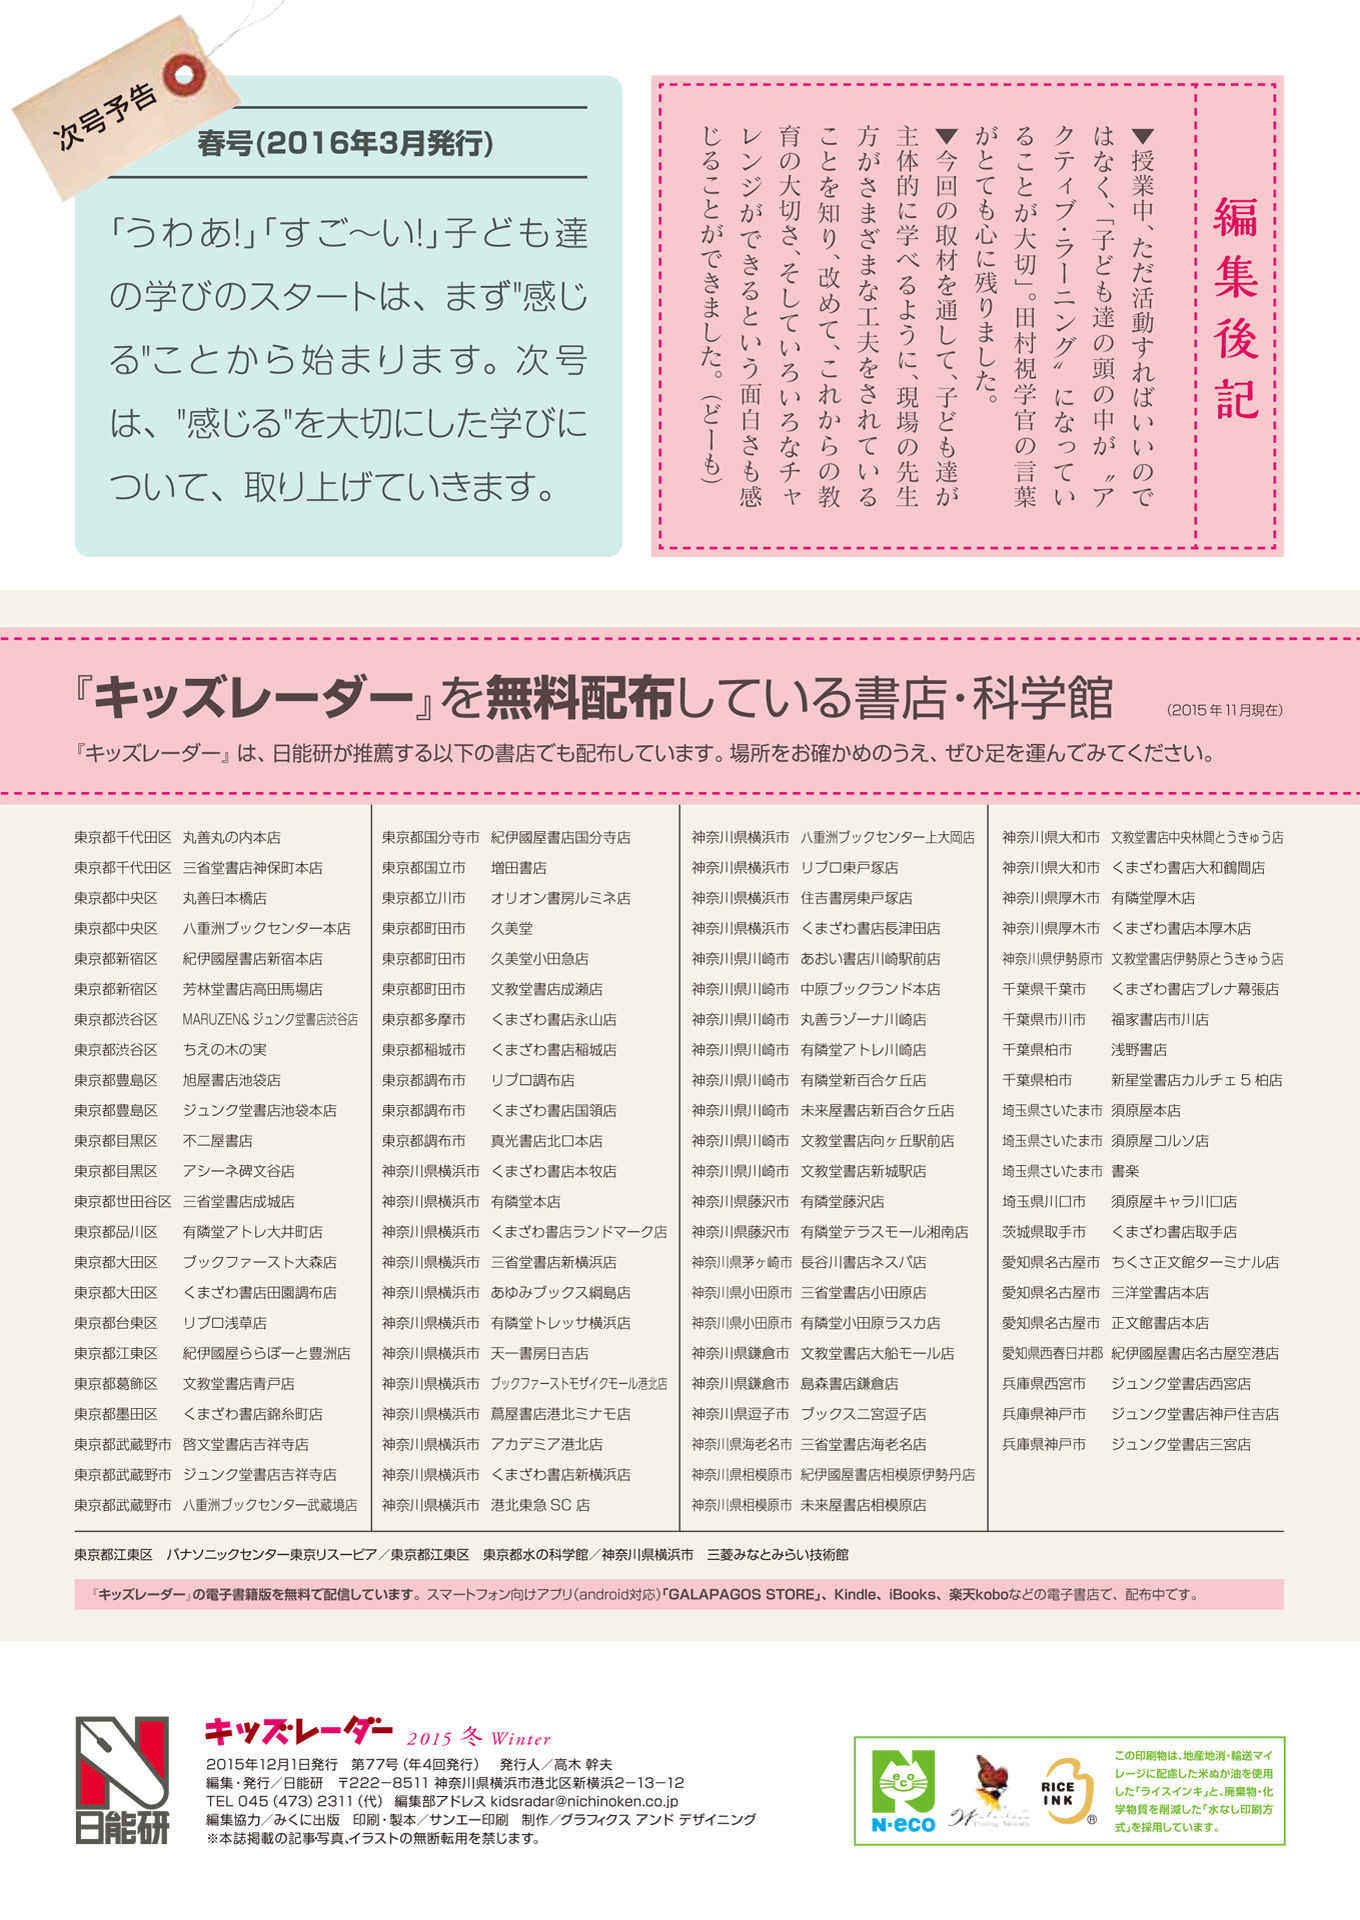 次号予告
春号(2016年3月発行)
「うわあ!」「すご〜い!」子ども達
の学びのスタートは、まず"感じ
る"ことから始まります。次号
は、"感じる"を大切にした学びに
ついて、取り上げていきます。
編集後記
▼授業中、ただ活動すればいいので
はなく、「子ども達の頭の中が〝ア
クティブ・ラーニング〟になってい
ることが大切」。田村視学官の言葉
がとても心に残りました。
▼今回の取材を通して、子ども達が
主体的に学べるように、現場の先生
方がさまざまな工夫をされている
ことを知り、改めて、これからの教
育の大切さ、そしていろいろなチャ
レンジができるという面白さも感
じることができました。（どーも）
『キッズレーダー』を無料配布している書店・科学館
（2015年11月現在）
『キッズレーダー』は、日能研が推薦する以下の書店でも配布しています。場所をお確かめのうえ、ぜひ足を運んでみてください。
東京都千代田区 丸善丸の内本店
東京都千代田区 三省堂書店神保町本店
東京都中央区 丸善日本橋店
東京都中央区 八重洲ブックセンター本店
東京都新宿区 紀伊國屋書店新宿本店
東京都新宿区 芳林堂書店高田馬場店
東京都渋谷区 MARUZEN&ジュンク堂書店渋谷店
東京都渋谷区 ちえの木の実
東京都豊島区 旭屋書店池袋店
東京都豊島区 ジュンク堂書店池袋本店
東京都目黒区 不二屋書店
東京都目黒区 アシーネ碑文谷店
東京都世田谷区 三省堂書店成城店
東京都品川区 有隣堂アトレ大井町店
東京都大田区 ブックファースト大森店
東京都大田区 くまざわ書店田園調布店
東京都台東区 リブロ浅草店
東京都江東区 紀伊國屋ららぽーと豊洲店
東京都葛飾区 文教堂書店青戸店
東京都墨田区 くまざわ書店錦糸町店
東京都武蔵野市 啓文堂書店吉祥寺店
東京都武蔵野市 ジュンク堂書店吉祥寺店
東京都武蔵野市 八重洲ブックセンター武蔵境店
東京都国分寺市 紀伊國屋書店国分寺店
東京都国立市 増田書店
東京都立川市 オリオン書房ルミネ店
東京都町田市 久美堂
東京都町田市 久美堂小田急店
東京都町田市 文教堂書店成瀬店
東京都多摩市 くまざわ書店永山店
東京都稲城市 くまざわ書店稲城店
東京都調布市 リブロ調布店
東京都調布市 くまざわ書店国領店
東京都調布市 真光書店北口本店
神奈川県横浜市 くまざわ書店本牧店
神奈川県横浜市 有隣堂本店
神奈川県横浜市 くまざわ書店ランドマーク店
神奈川県横浜市 三省堂書店新横浜店
神奈川県横浜市 あゆみブックス綱島店
神奈川県横浜市 有隣堂トレッサ横浜店
神奈川県横浜市 天一書房日吉店
神奈川県横浜市 ブックファーストモザイクモール港北店
神奈川県横浜市 蔦屋書店港北ミナモ店
神奈川県横浜市 アカデミア港北店
神奈川県横浜市 くまざわ書店新横浜店
神奈川県横浜市 港北東急SC店
神奈川県横浜市 八重洲ブックセンター上大岡店
神奈川県横浜市 リブロ東戸塚店
神奈川県横浜市 住吉書房東戸塚店
神奈川県横浜市 くまざわ書店長津田店
神奈川県川崎市 あおい書店川崎駅前店
神奈川県川崎市 中原ブックランド本店
神奈川県川崎市 丸善ラゾーナ川崎店
神奈川県川崎市 有隣堂アトレ川崎店
神奈川県川崎市 有隣堂新百合ケ丘店
神奈川県川崎市 未来屋書店新百合ケ丘店
神奈川県川崎市 文教堂書店向ヶ丘駅前店
神奈川県川崎市 文教堂書店新城駅店
神奈川県藤沢市 有隣堂藤沢店
神奈川県藤沢市 有隣堂テラスモール湘南店
神奈川県茅ヶ崎市 長谷川書店ネスパ店
神奈川県小田原市 三省堂書店小田原店
神奈川県小田原市 有隣堂小田原ラスカ店
神奈川県鎌倉市 文教堂書店大船モール店
神奈川県鎌倉市 島森書店鎌倉店
神奈川県逗子市 ブックス二宮逗子店
神奈川県海老名市 三省堂書店海老名店
神奈川県相模原市 紀伊國屋書店相模原伊勢丹店
神奈川県相模原市 未来屋書店相模原店
神奈川県大和市 文教堂書店中央林間とうきゅう店
神奈川県大和市 くまざわ書店大和鶴間店
神奈川県厚木市 有隣堂厚木店
神奈川県厚木市 くまざわ書店本厚木店
神奈川県伊勢原市 文教堂書店伊勢原とうきゅう店
千葉県千葉市 くまざわ書店プレナ幕張店
千葉県市川市 福家書店市川店
千葉県柏市 浅野書店
千葉県柏市 新星堂書店カルチェ5柏店
埼玉県さいたま市 須原屋本店
埼玉県さいたま市 須原屋コルソ店
埼玉県さいたま市 書楽
埼玉県川口市 須原屋キャラ川口店
茨城県取手市 くまざわ書店取手店
愛知県名古屋市 ちくさ正文館ターミナル店
愛知県名古屋市 三洋堂書店本店
愛知県名古屋市 正文館書店本店
愛知県西春日井郡 紀伊國屋書店名古屋空港店
兵庫県西宮市 ジュンク堂書店西宮店
兵庫県神戸市 ジュンク堂書店神戸住吉店
兵庫県神戸市 ジュンク堂書店三宮店
東京都江東区 パナソニックセンター東京リスーピア／東京都江東区 東京都水の科学館／神奈川県横浜市 三菱みなとみらい技術館
『キッズレーダー』の電子書籍版を無料で配信しています。スマートフォン向けアプリ（android対応）「GALAPAGOS STORE」、Kindle、iBooks、楽天koboなどの電子書店で、配布中です。
日能研
キッズレーダー 2015 冬 Winter
2015年12月1日発行 第77号（年4回発行） 発行人／高木 幹夫
編集・発行／日能研 〒222−8511 神奈川県横浜市港北区新横浜2−13−12
TEL 045（473）2311（代） 編集部アドレス kidsradar@nichinoken.co.jp
編集協力／みくに出版 印刷・製本／サンエー印刷 制作／グラフィクス アンド デザイニング
※本誌掲載の記事写真、イラストの無断転用を禁じます。
N・eco
RICE INK ®
この印刷物は、地産地消・輸送マイ
レージに配慮した米ぬか油を使用
した「ライスインキ」と、廃棄物・化
学物質を削減した「水なし印刷方
式」を採用しています。